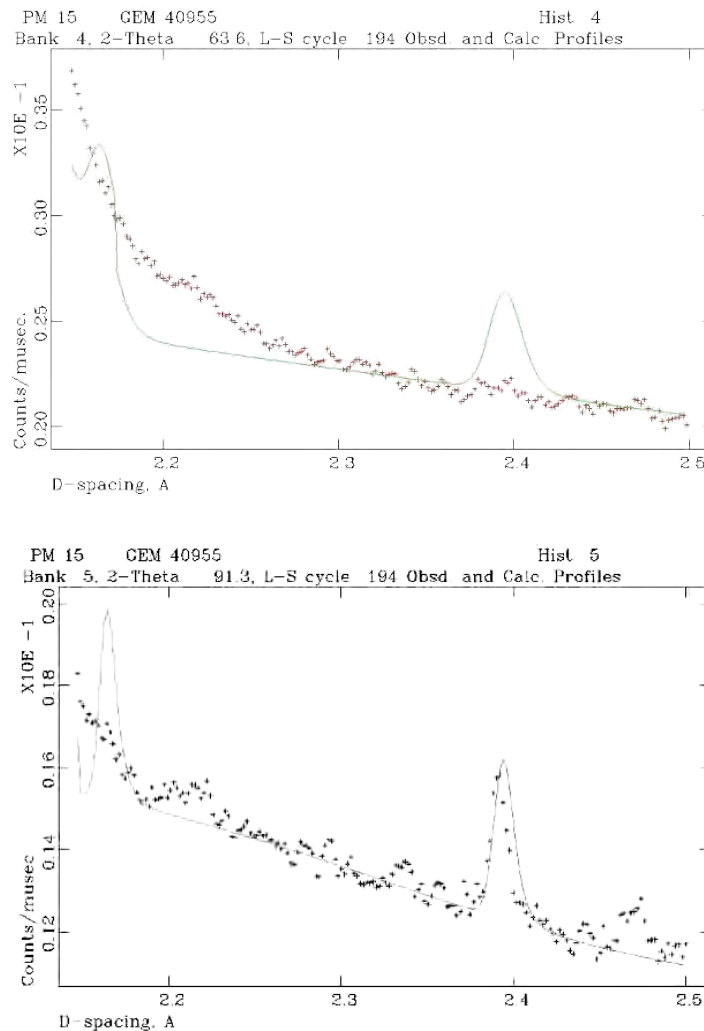 PM 15 GEM 40955 Hist 4
Bank 4, 2-Theta 63.6, L-S cycle 194 Obsd. and Calc. Profiles
X10E -1
0.35
0.30
0.25
0.20
Counts/musec.
2.2 2.3 2.4 2.5
D-spacing, A
PM 15 GEM 40955 Hist 5
Bank 5, 2-Theta 91.3, L-S cycle 194 Obsd. and Calc. Profiles
X10E -1
0.20
0.18
0.16
0.14
0.12
Counts/musec
2.2 2.3 2.4 2.5
D-spacing, A